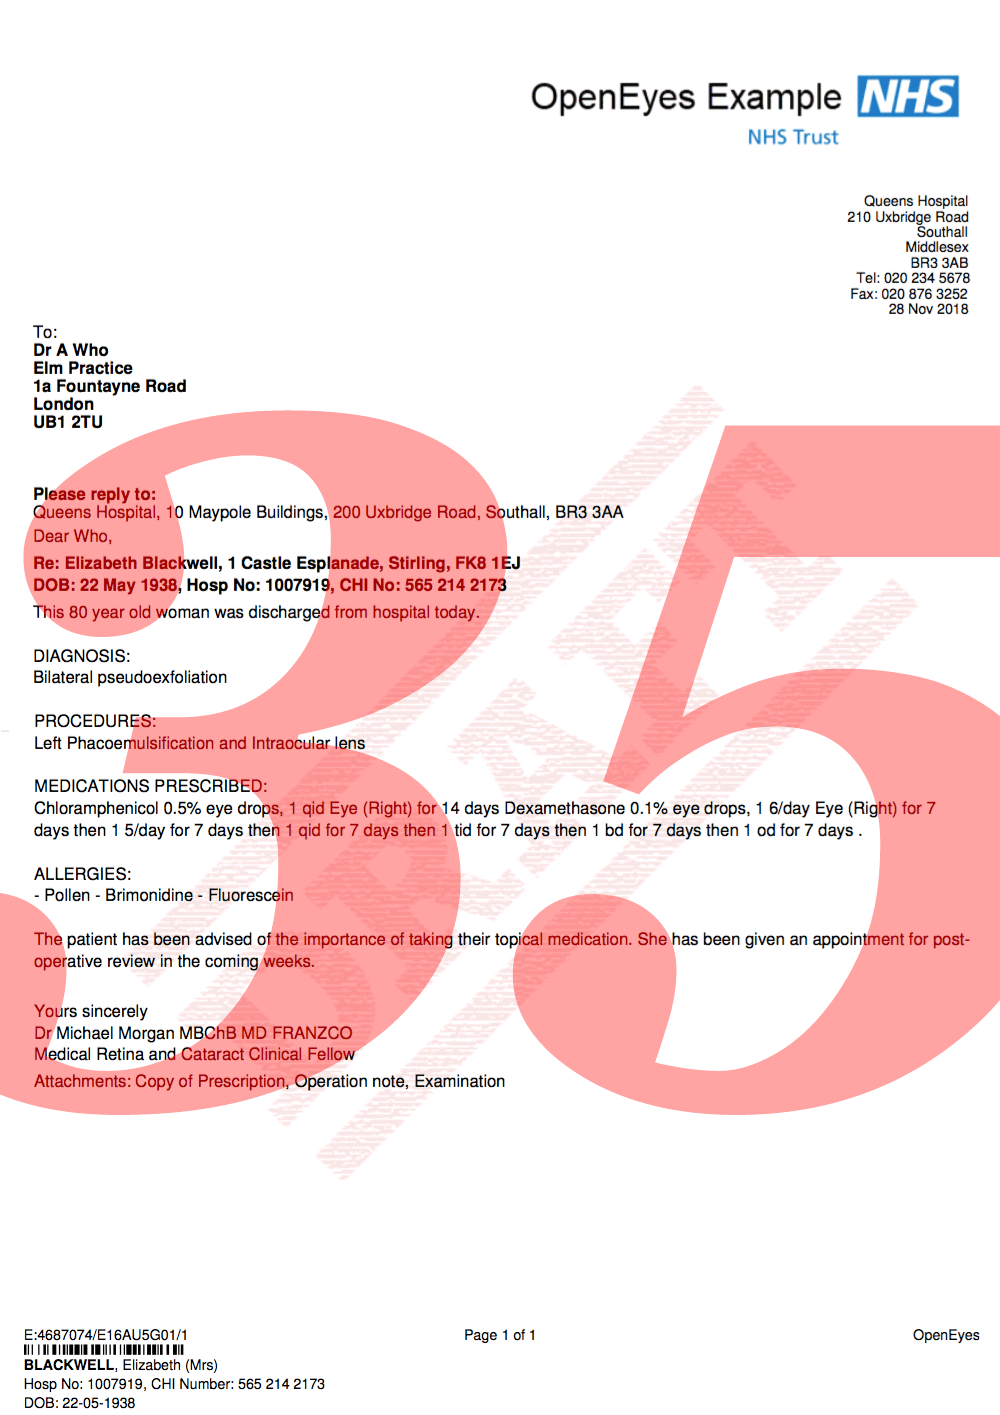 OpenEyes Example NHS
NHS Trust
Queens Hospital
210 Uxbridge Road
Southall
Middlesex
BR3 3AB
Tel: 020 234 5678
Fax: 020 876 3252
28 Nov 2018
To:
Dr A Who
Elm Practice
1a Fountayne Road
London
UB1 2TU
35
DRAFT
Please reply to:
Queens Hospital, 10 Maypole Buildings, 200 Uxbridge Road, Southall, BR3 3AA
Dear Who,
Re: Elizabeth Blackwell, 1 Castle Esplanade, Stirling, FK8 1EJ
DOB: 22 May 1938, Hosp No: 1007919, CHI No: 565 214 2173
This 80 year old woman was discharged from hospital today.
DIAGNOSIS:
Bilateral pseudoexfoliation
PROCEDURES:
Left Phacoemulsification and Intraocular lens
MEDICATIONS PRESCRIBED:
Chloramphenicol 0.5% eye drops, 1 qid Eye (Right) for 14 days Dexamethasone 0.1% eye drops, 1 6/day Eye (Right) for 7
days then 1 5/day for 7 days then 1 qid for 7 days then 1 tid for 7 days then 1 bd for 7 days then 1 od for 7 days .
ALLERGIES:
- Pollen - Brimonidine - Fluorescein
The patient has been advised of the importance of taking their topical medication. She has been given an appointment for post-
operative review in the coming weeks.
Yours sincerely
Dr Michael Morgan MBChB MD FRANZCO
Medical Retina and Cataract Clinical Fellow
Attachments: Copy of Prescription, Operation note, Examination
E:4687074/E16AU5G01/1 Page 1 of 1 OpenEyes
BLACKWELL, Elizabeth (Mrs)
Hosp No: 1007919, CHI Number: 565 214 2173
DOB: 22-05-1938